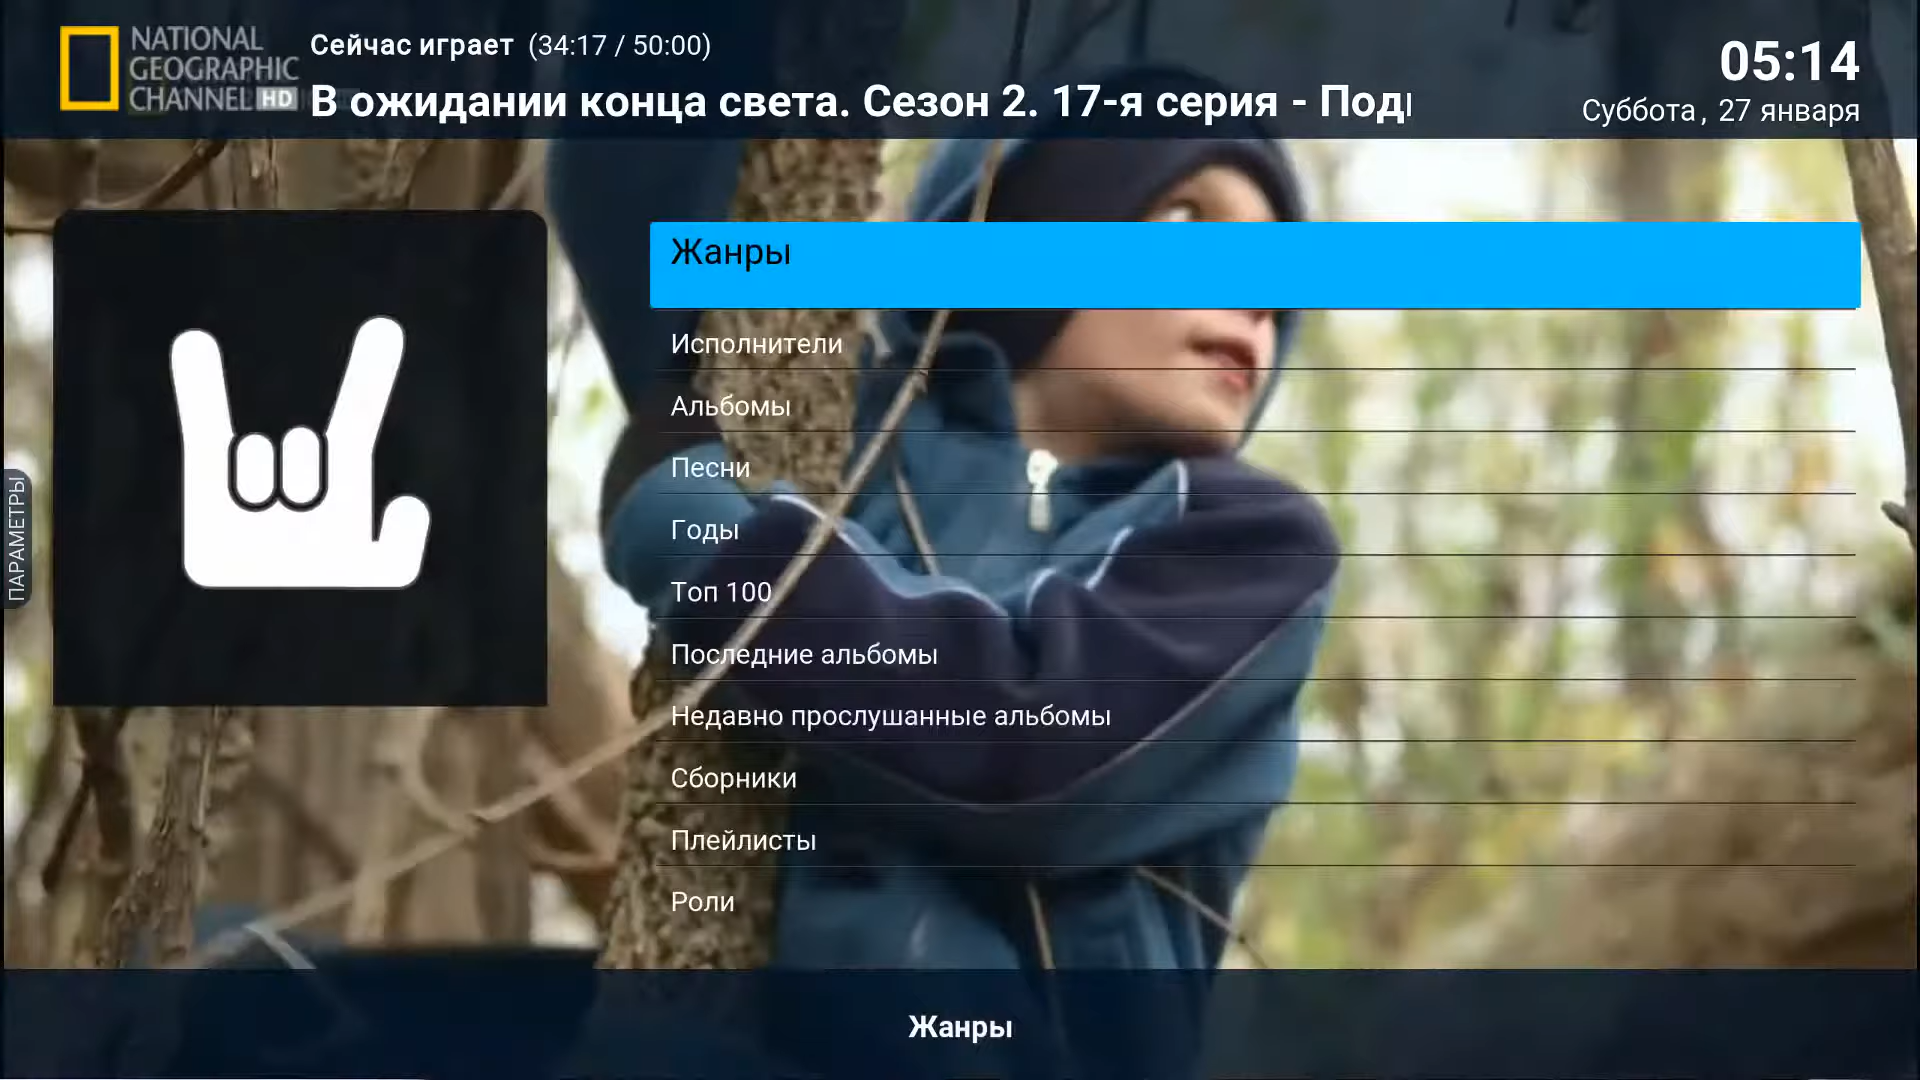 NATIONAL
GEOGRAPHIC
CHANNEL HD
Сейчас играет (34:17 / 50:00)
В ожидании конца света. Сезон 2. 17-я серия - Под
05:14
Суббота, 27 января
ПАРАМЕТРЫ
Жанры
Исполнители
Альбомы
Песни
Годы
Топ 100
Последние альбомы
Недавно прослушанные альбомы
Сборники
Плейлисты
Роли
Жанры